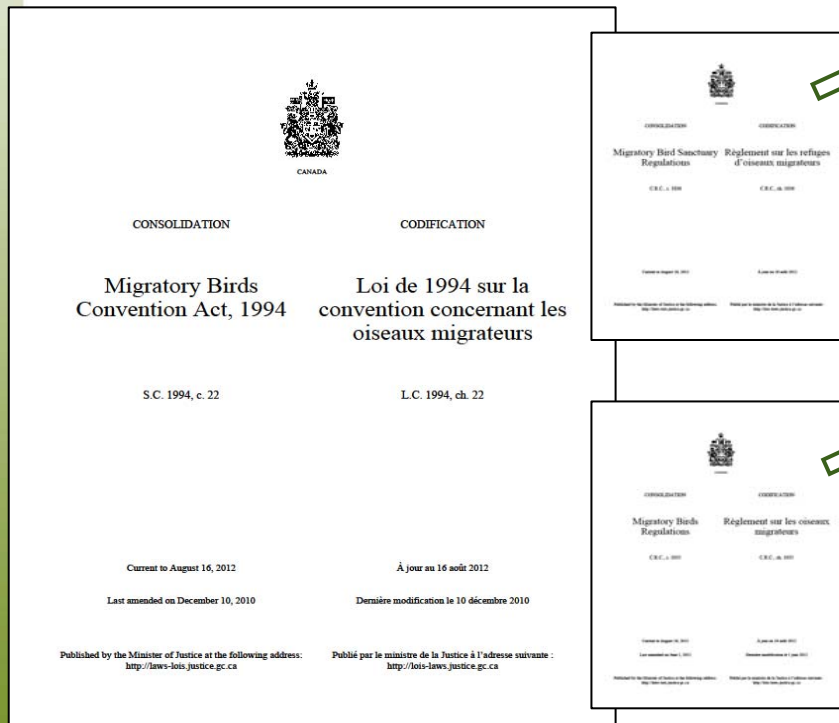 CANADA
CONSOLIDATION
CODIFICATION
Migratory Birds
Convention Act, 1994
Loi de 1994 sur la
convention concernant les
oiseaux migrateurs
S.C. 1994, c. 22
L.C. 1994, ch. 22
Current to August 16, 2012
À jour au 16 août 2012
Last amended on December 10, 2010
Dernière modification le 10 décembre 2010
Published by the Minister of Justice at the following address:
http://laws-lois.justice.gc.ca
Publié par le ministre de la Justice à l'adresse suivante :
http://lois-laws.justice.gc.ca
CONSOLIDATION
CODIFICATION
Migratory Bird Sanctuary
Regulations
Règlement sur les refuges
d'oiseaux migrateurs
CONSOLIDATION
CODIFICATION
Migratory Birds
Regulations
Règlement sur les oiseaux
migrateurs